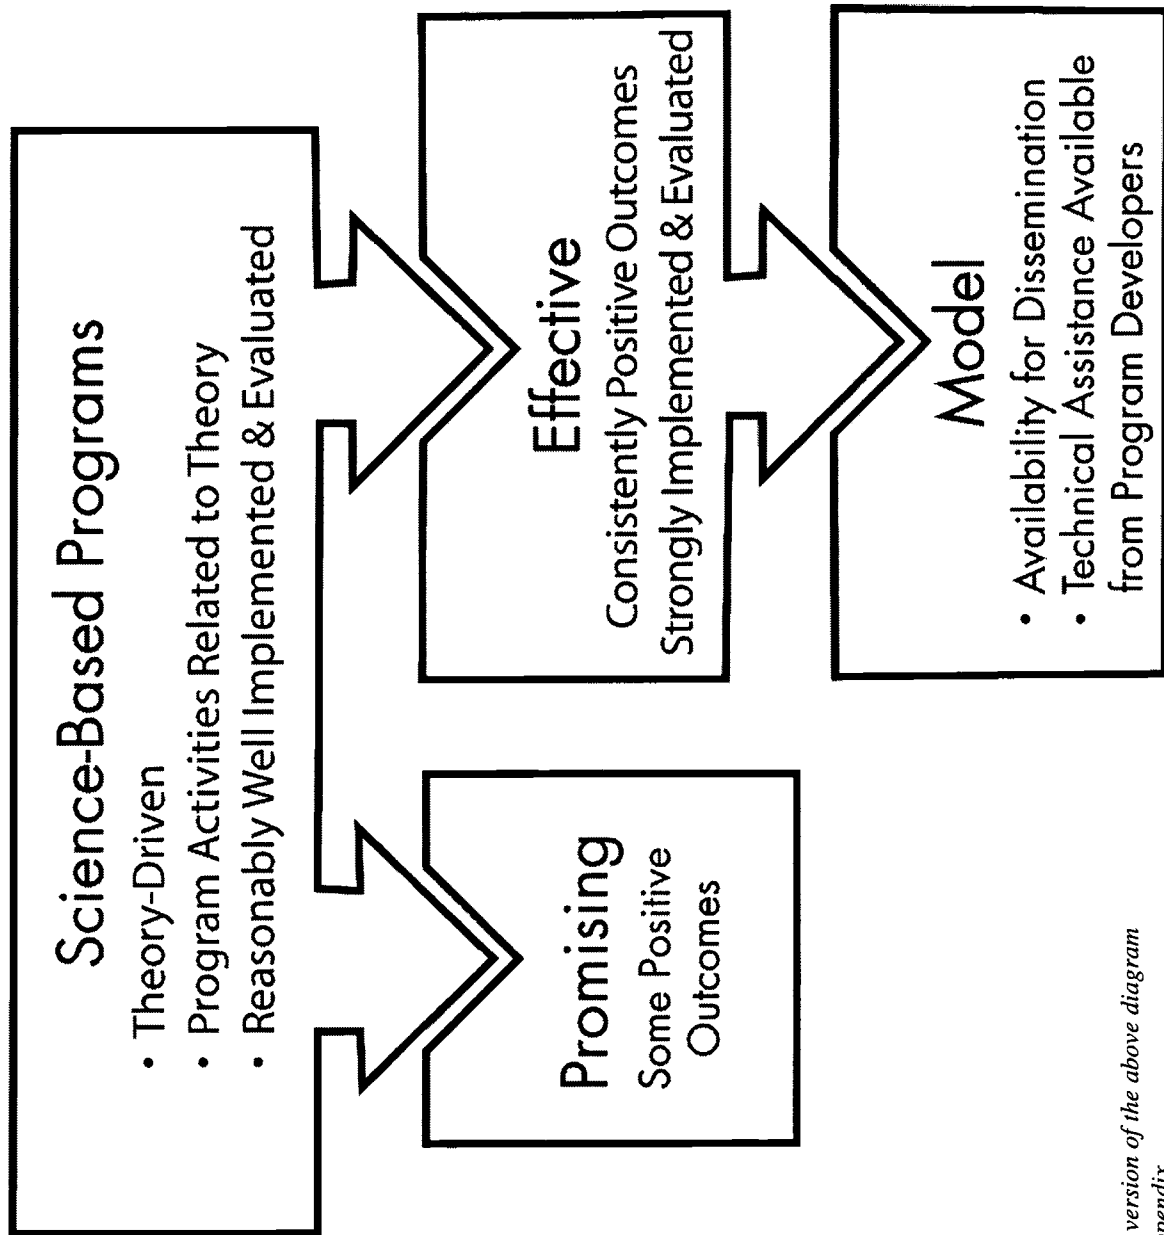 Science-Based Programs
• Theory-Driven
• Program Activities Related to Theory
• Reasonably Well Implemented & Evaluated
Promising
Some Positive
Outcomes
Effective
Consistently Positive Outcomes
Strongly Implemented & Evaluated
Model
• Availability for Dissemination
• Technical Assistance Available
from Program Developers
version of the above diagram